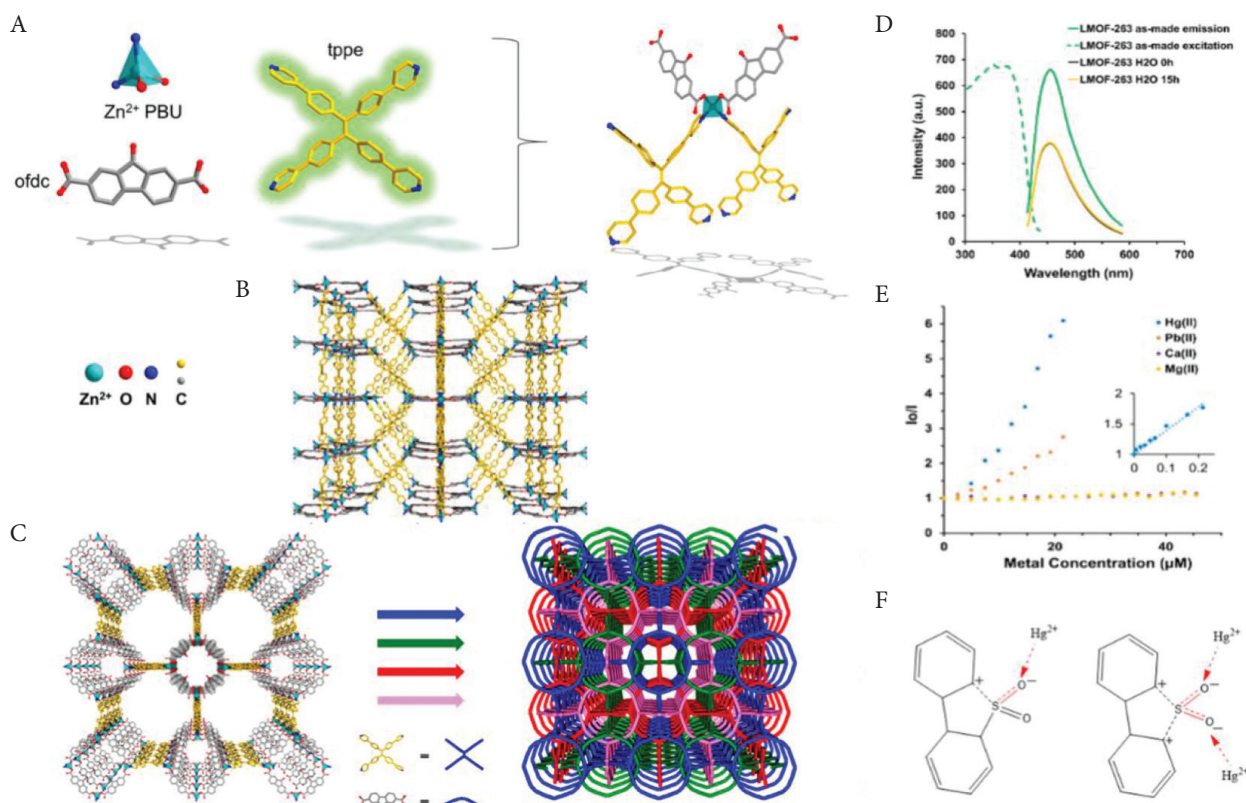 A
Zn²⁺ PBU
tppe
ofdc
B
Zn²⁺ O N C
C
=
=
D
LMOF-263 as-made emission
LMOF-263 as-made excitation
LMOF-263 H2O 0h
LMOF-263 H2O 15h
Intensity (a.u.)
800
700
600
500
400
300
200
100
0
300 400 500 600 700
Wavelength (nm)
E
Hg(II)
Pb(II)
Ca(II)
Mg(II)
Io/I
6
5
4
3
2
1
0
2
1.5
1
0 0.1 0.2
0 20 40
Metal Concentration (µM)
F
Hg²⁺
+
O−
S
O
Hg²⁺
+
O−
S
O−
+
Hg²⁺